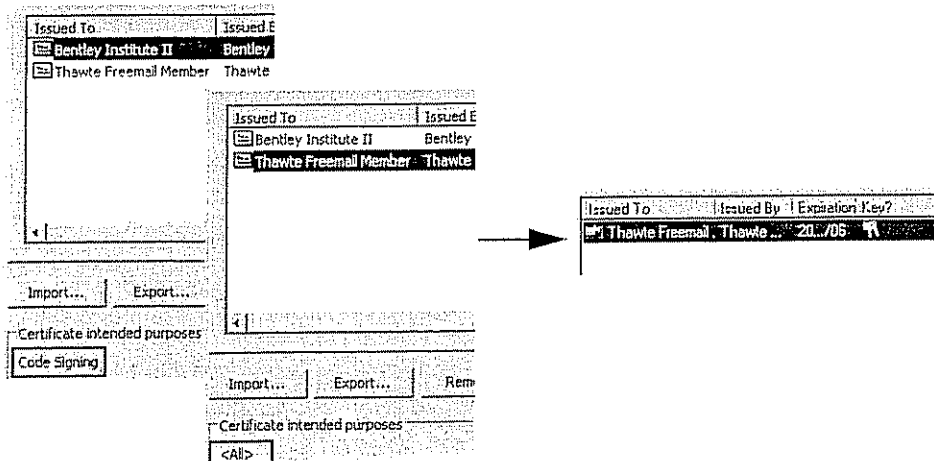 Issued To Issued B
Bentley Institute II Bentley
Thawte Freemail Member Thawte
Import... Export...
Certificate intended purposes
Code Signing
Issued To Issued B
Bentley Institute II Bentley
Thawte Freemail Member Thawte
Import... Export... Rem
Certificate intended purposes
<All>
Issued To Issued By Expiration Key?
Thawte Freemail... Thawte ... 20.../06